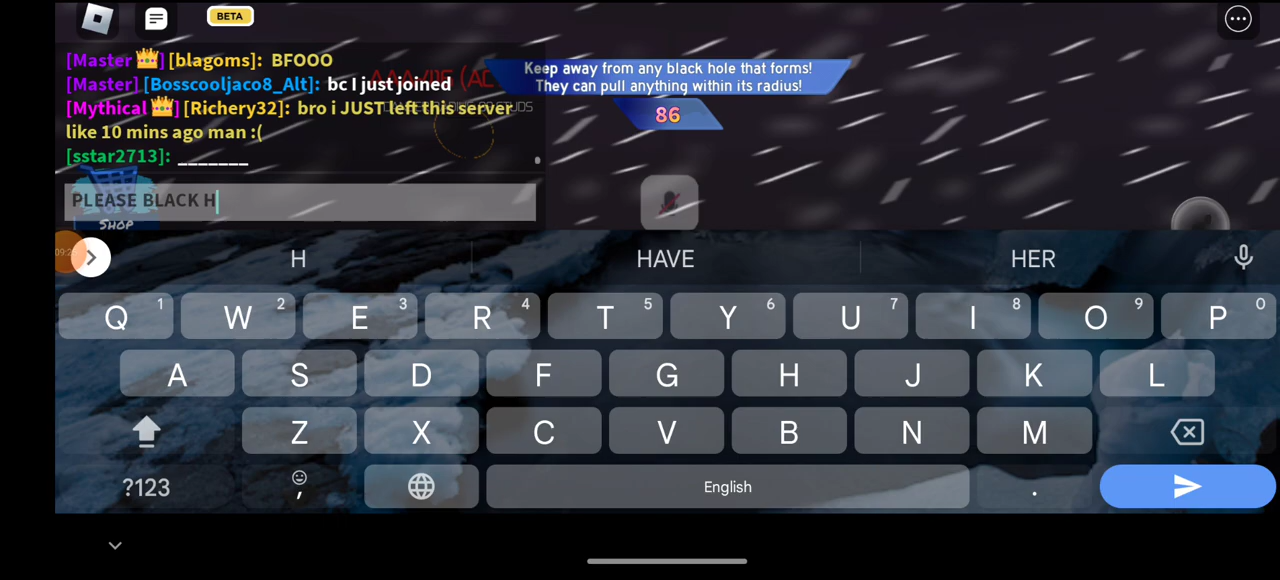 BETA
[Master👑] [blagoms]: BFOOO
[Master] [Bosscooljaco8_Alt]: bc I just joined
[Mythical👑] [Richery32]: bro i JUST left this server
like 10 mins ago man :(
[sstar2713]: _______
Keep away from any black hole that forms!
They can pull anything within its radius!
86
PLEASE BLACK H
SHOP
H HAVE HER
Q 1 W 2 E 3 R 4 T 5 Y 6 U 7 I 8 O 9 P 0
A S D F G H J K L
Z X C V B N M
?123 , English .